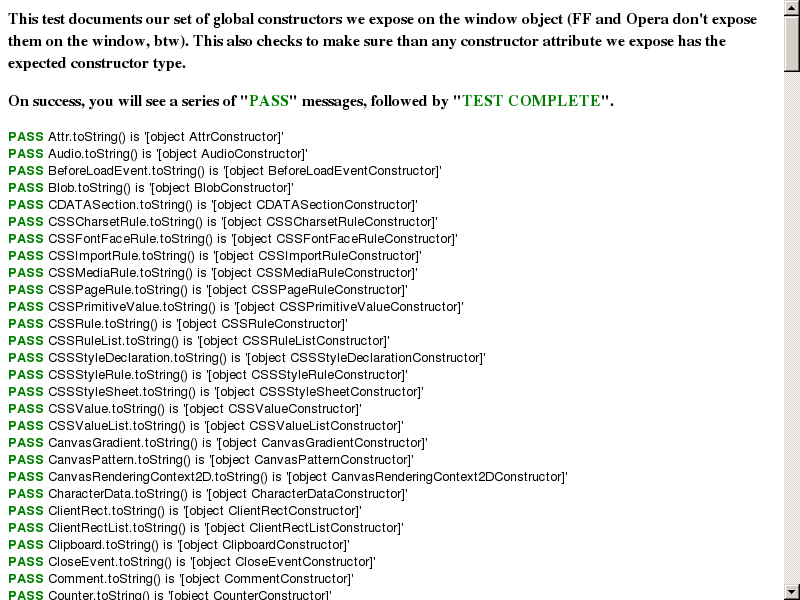 This test documents our set of global constructors we expose on the window object (FF and Opera don't expose
them on the window, btw). This also checks to make sure than any constructor attribute we expose has the
expected constructor type.
On success, you will see a series of "PASS" messages, followed by "TEST COMPLETE".
PASS Attr.toString() is '[object AttrConstructor]'
PASS Audio.toString() is '[object AudioConstructor]'
PASS BeforeLoadEvent.toString() is '[object BeforeLoadEventConstructor]'
PASS Blob.toString() is '[object BlobConstructor]'
PASS CDATASection.toString() is '[object CDATASectionConstructor]'
PASS CSSCharsetRule.toString() is '[object CSSCharsetRuleConstructor]'
PASS CSSFontFaceRule.toString() is '[object CSSFontFaceRuleConstructor]'
PASS CSSImportRule.toString() is '[object CSSImportRuleConstructor]'
PASS CSSMediaRule.toString() is '[object CSSMediaRuleConstructor]'
PASS CSSPageRule.toString() is '[object CSSPageRuleConstructor]'
PASS CSSPrimitiveValue.toString() is '[object CSSPrimitiveValueConstructor]'
PASS CSSRule.toString() is '[object CSSRuleConstructor]'
PASS CSSRuleList.toString() is '[object CSSRuleListConstructor]'
PASS CSSStyleDeclaration.toString() is '[object CSSStyleDeclarationConstructor]'
PASS CSSStyleRule.toString() is '[object CSSStyleRuleConstructor]'
PASS CSSStyleSheet.toString() is '[object CSSStyleSheetConstructor]'
PASS CSSValue.toString() is '[object CSSValueConstructor]'
PASS CSSValueList.toString() is '[object CSSValueListConstructor]'
PASS CanvasGradient.toString() is '[object CanvasGradientConstructor]'
PASS CanvasPattern.toString() is '[object CanvasPatternConstructor]'
PASS CanvasRenderingContext2D.toString() is '[object CanvasRenderingContext2DConstructor]'
PASS CharacterData.toString() is '[object CharacterDataConstructor]'
PASS ClientRect.toString() is '[object ClientRectConstructor]'
PASS ClientRectList.toString() is '[object ClientRectListConstructor]'
PASS Clipboard.toString() is '[object ClipboardConstructor]'
PASS CloseEvent.toString() is '[object CloseEventConstructor]'
PASS Comment.toString() is '[object CommentConstructor]'
PASS Counter.toString() is '[object CounterConstructor]'